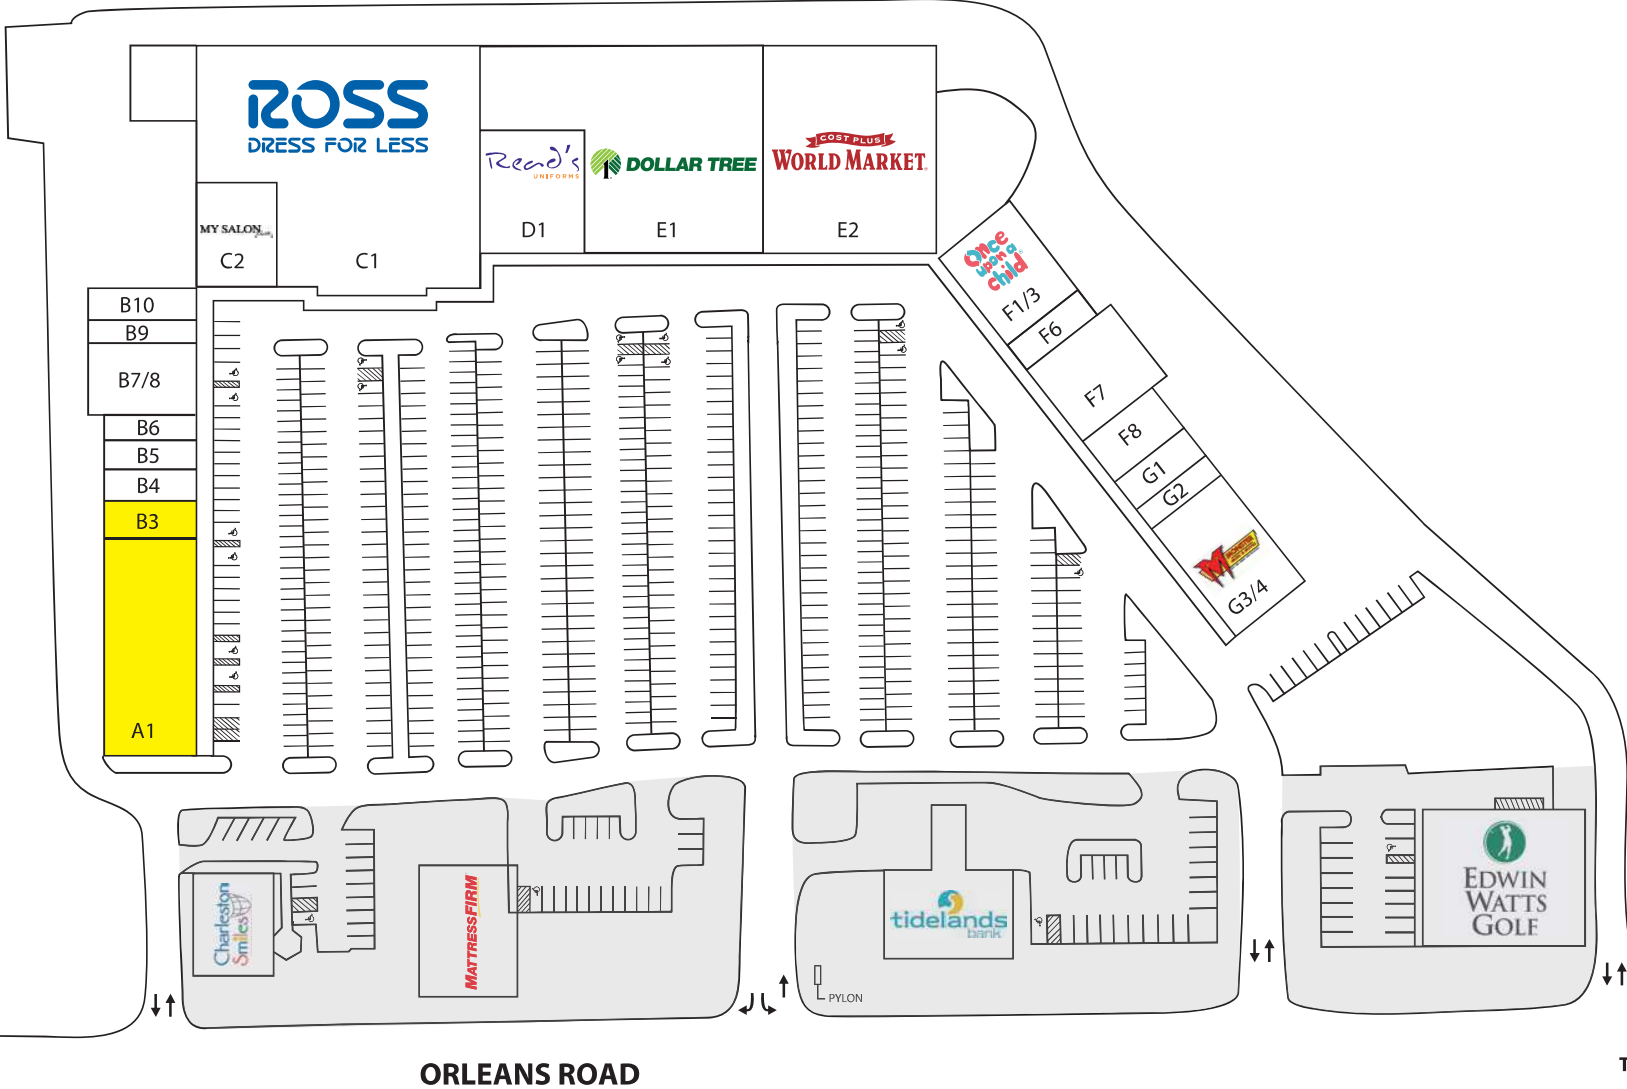 ROSS
DRESS FOR LESS
Read's
UNIFORMS
DOLLAR TREE
COST PLUS
WORLD MARKET
MY SALON
C2
C1
D1
E1
E2
once
upon a
child
F1/3
F6
F7
F8
G1
G2
MONSTER
G3/4
B10
B9
B7/8
B6
B5
B4
B3
A1
Charleston
Smiles
MATTRESSFIRM
tidelands
bank
PYLON
EDWIN
WATTS
GOLF
ORLEANS ROAD